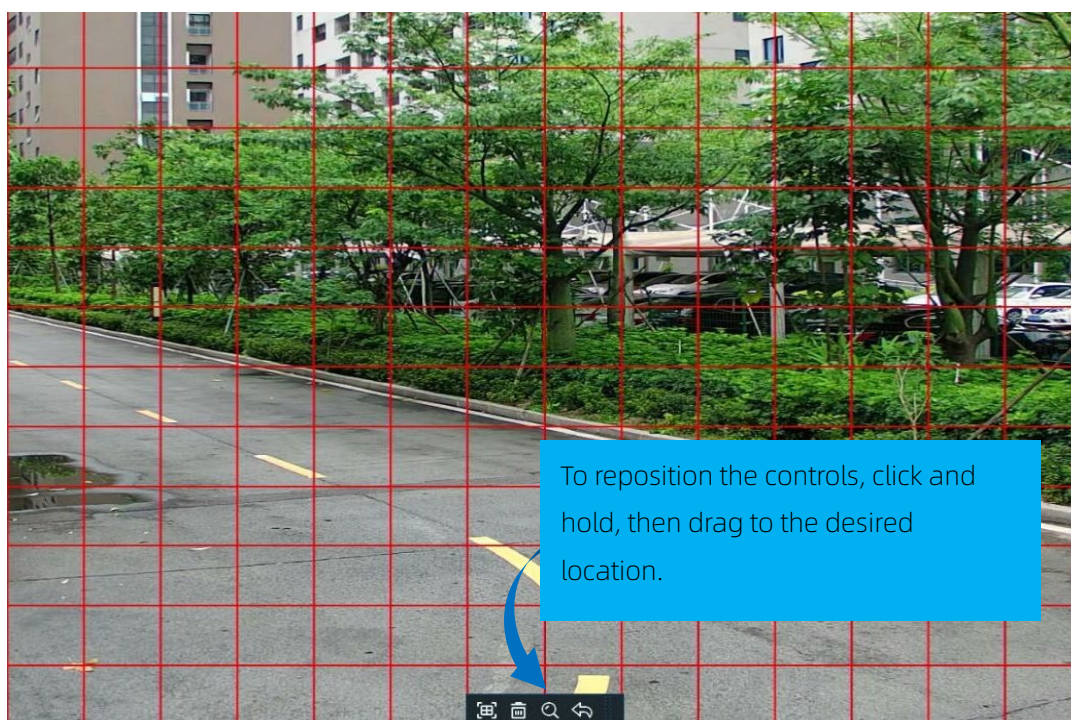 To reposition the controls, click and
hold, then drag to the desired
location.